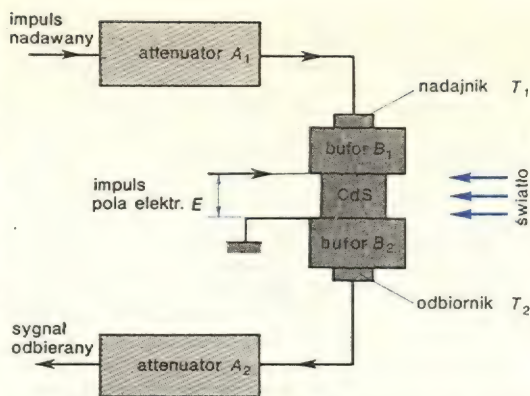 impuls
nadawany
attenuator A₁
nadajnik T₁
bufor B₁
impuls
pola elektr. E
CdS
światło
bufor B₂
odbiornik T₂
sygnał
odbierany
attenuator A₂